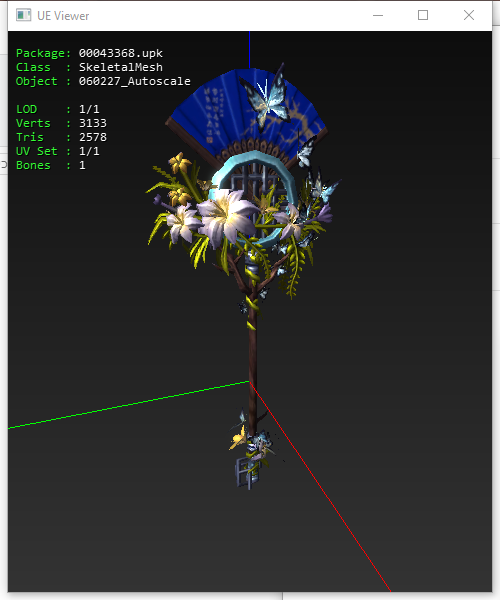 UE Viewer
Package: 00043368.upk
Class  : SkeletalMesh
Object : 060227_Autoscale
LOD    : 1/1
Verts  : 3133
Tris   : 2578
UV Set : 1/1
Bones  : 1